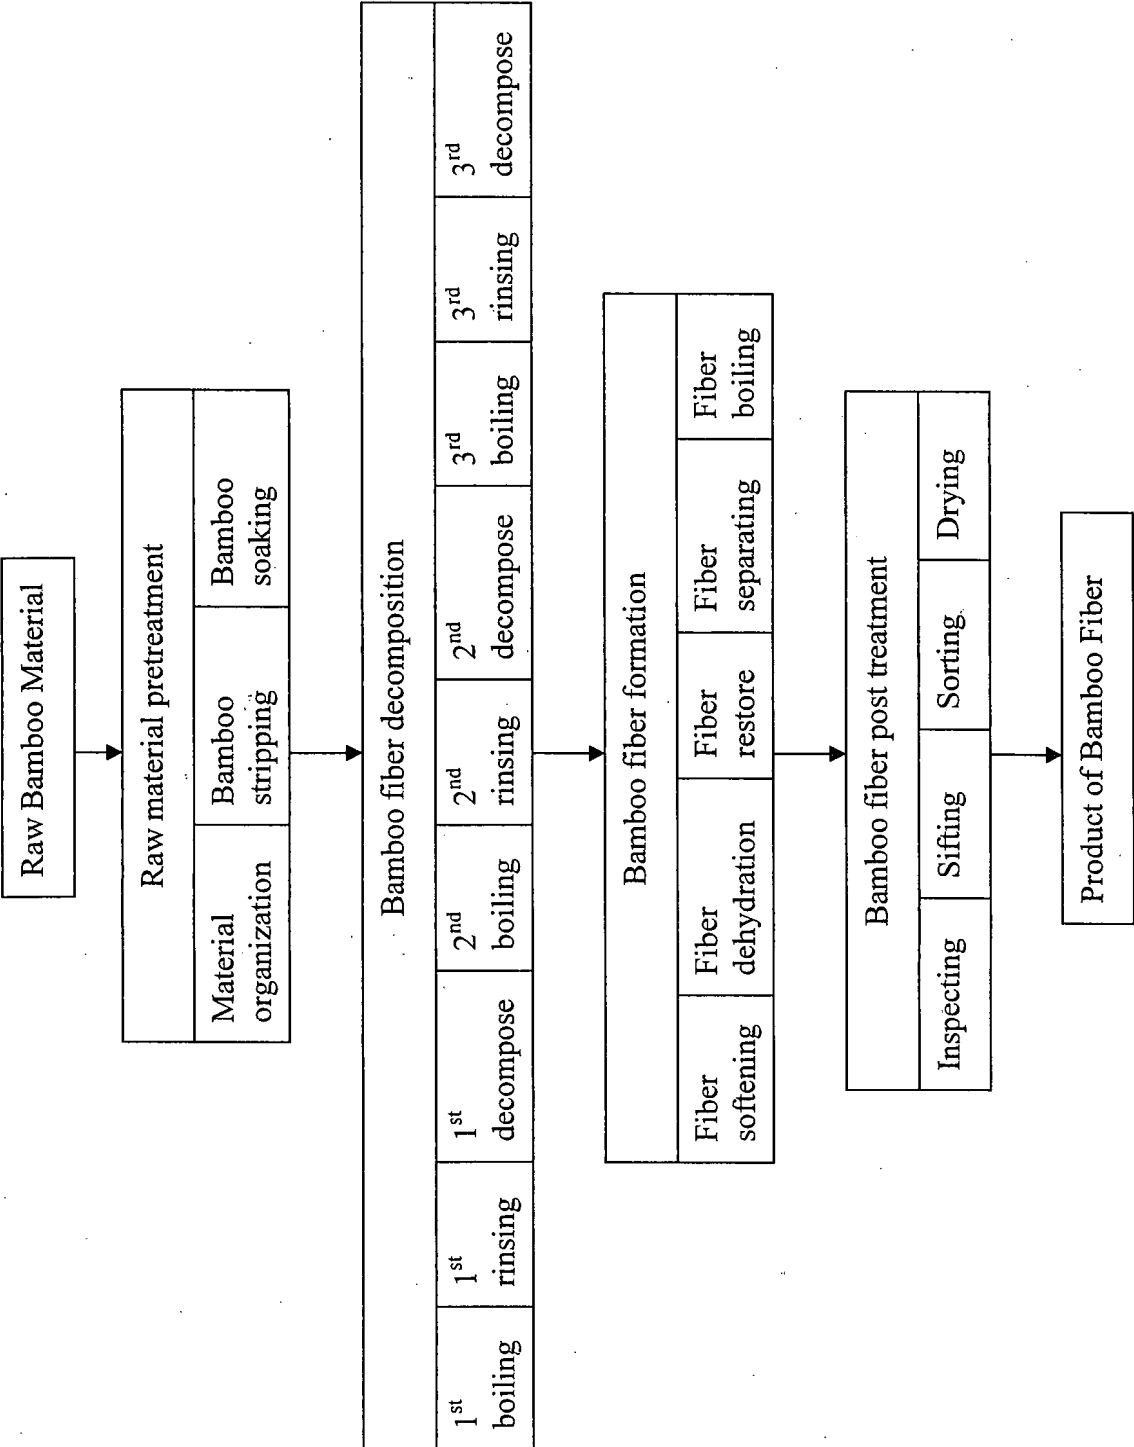 Raw Bamboo Material
Raw material pretreatment
Material
organization
Bamboo
stripping
Bamboo
soaking
Bamboo fiber decomposition
1st
boiling
1st
rinsing
1st
decompose
2nd
boiling
2nd
rinsing
2nd
decompose
3rd
boiling
3rd
rinsing
3rd
decompose
Bamboo fiber formation
Fiber
softening
Fiber
dehydration
Fiber
restore
Fiber
separating
Fiber
boiling
Bamboo fiber post treatment
Inspecting
Sifting
Sorting
Drying
Product of Bamboo Fiber